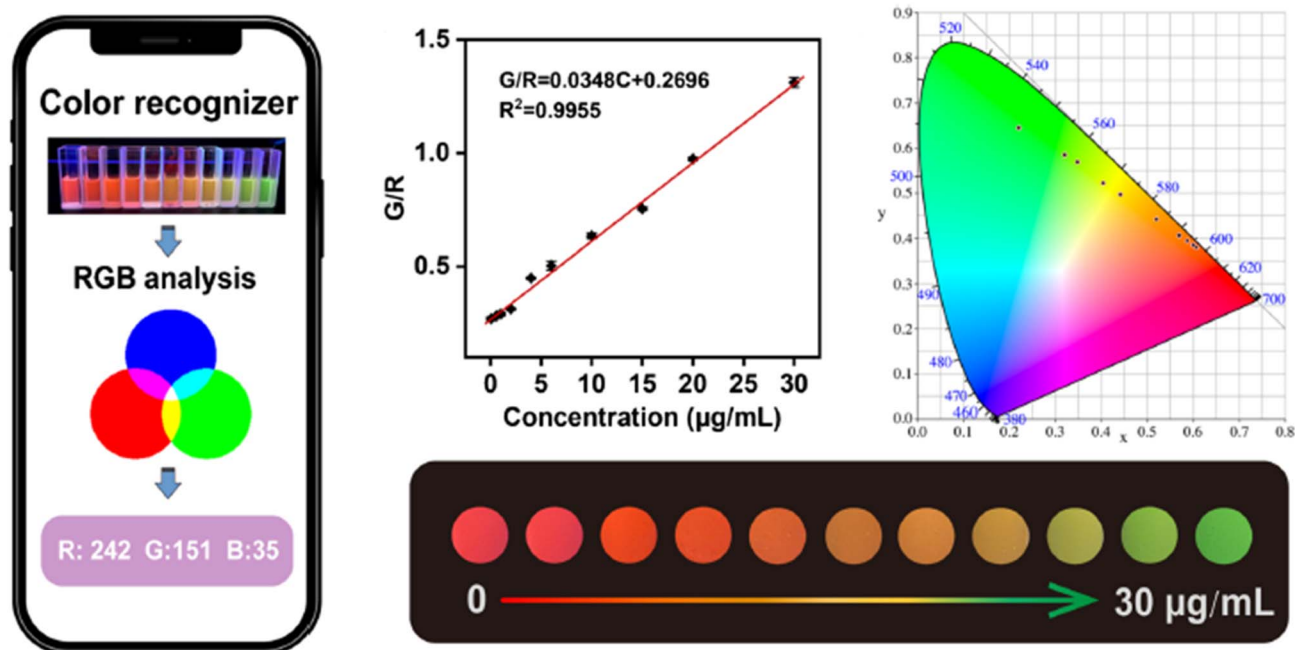 Color recognizer
RGB analysis
R: 242 G:151 B:35
1.5
1.0
0.5
G/R
G/R=0.0348C+0.2696
R²=0.9955
0 5 10 15 20 25 30
Concentration (µg/mL)
0.9
0.8
0.7
0.6
0.5
0.4
0.3
0.2
0.1
0.0
y
520
540
560
500
580
600
620
490
700
480
470
460
380
0.0 0.1 0.2 0.3 0.4 0.5 0.6 0.7 0.8
x
0 30 µg/mL